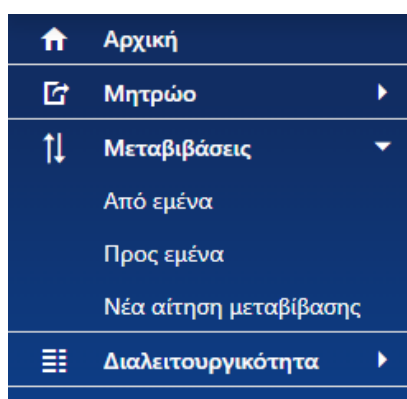 Αρχική
Μητρώο
Μεταβιβάσεις
Από εμένα
Προς εμένα
Νέα αίτηση μεταβίβασης
Διαλειτουργικότητα